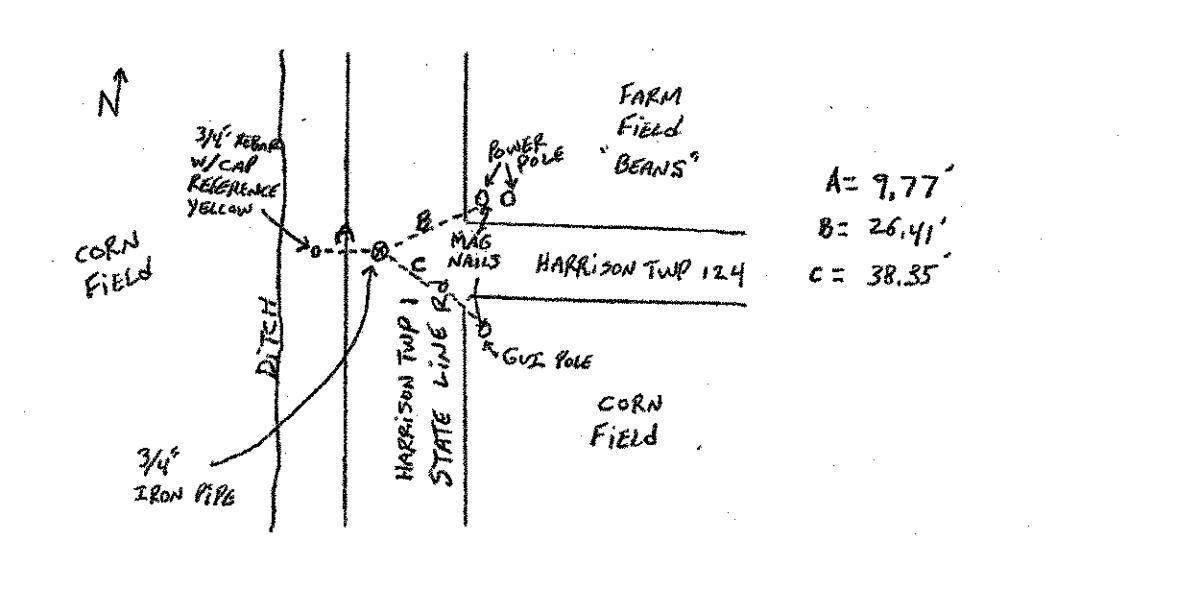 N
3/4" REBAR
W/CAP
REFERENCE
YELLOW
CORN
FiELd
DiTCH
3/4"
IRON PiPE
A
B
C
POWER
POLE
MAG
NAiLS
HARRiSON TWP 1
STATE LiNE Rd
HARRiSON TWP 124
GUI POLE
FARM
FiELd
"BEANS"
CORN
FiELd
A= 9.77'
B= 26.41'
C= 38.35'